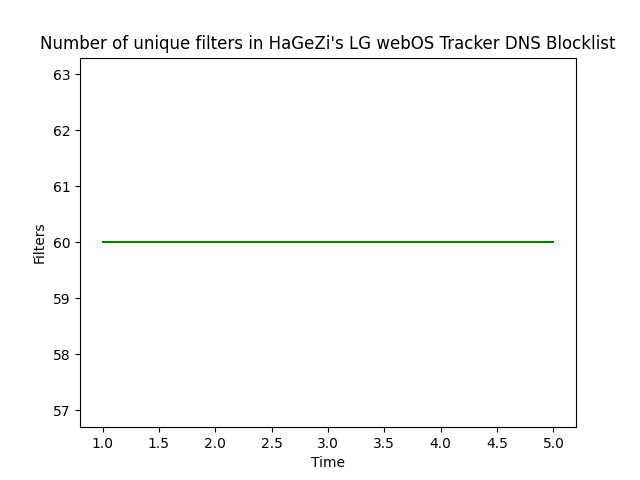 Number of unique filters in HaGeZi's LG webOS Tracker DNS Blocklist
63
62
61
60
59
58
57
Filters
1.0 1.5 2.0 2.5 3.0 3.5 4.0 4.5 5.0
Time